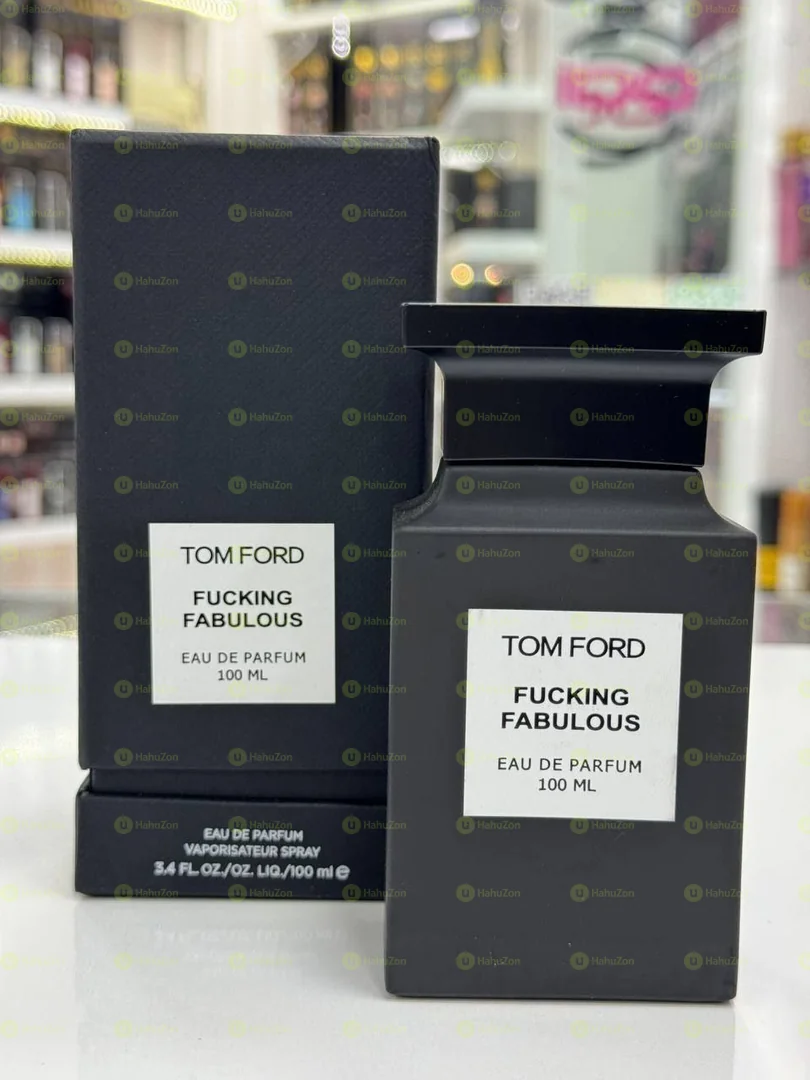 TOM FORD
FUCKING
FABULOUS
EAU DE PARFUM
100 ML
EAU DE PARFUM
VAPORISATEUR SPRAY
3.4 FL. OZ./OZ. LIQ./100 ml e
TOM FORD
FUCKING
FABULOUS
EAU DE PARFUM
100 ML
HahuZon